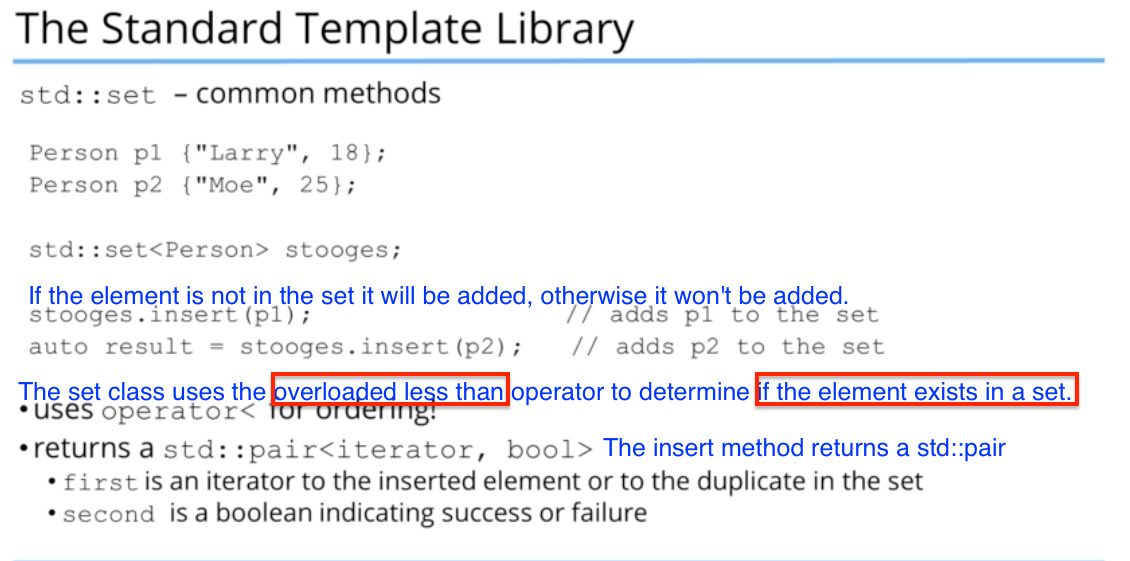 The Standard Template Library
std::set – common methods
Person p1 {"Larry", 18};
Person p2 {"Moe", 25};
std::set<Person> stooges;
If the element is not in the set it will be added, otherwise it won't be added.
stooges.insert(p1); // adds p1 to the set
auto result = stooges.insert(p2); // adds p2 to the set
The set class uses the overloaded less than operator to determine if the element exists in a set.
• uses operator< for ordering!
• returns a std::pair<iterator, bool> The insert method returns a std::pair
• first is an iterator to the inserted element or to the duplicate in the set
• second is a boolean indicating success or failure